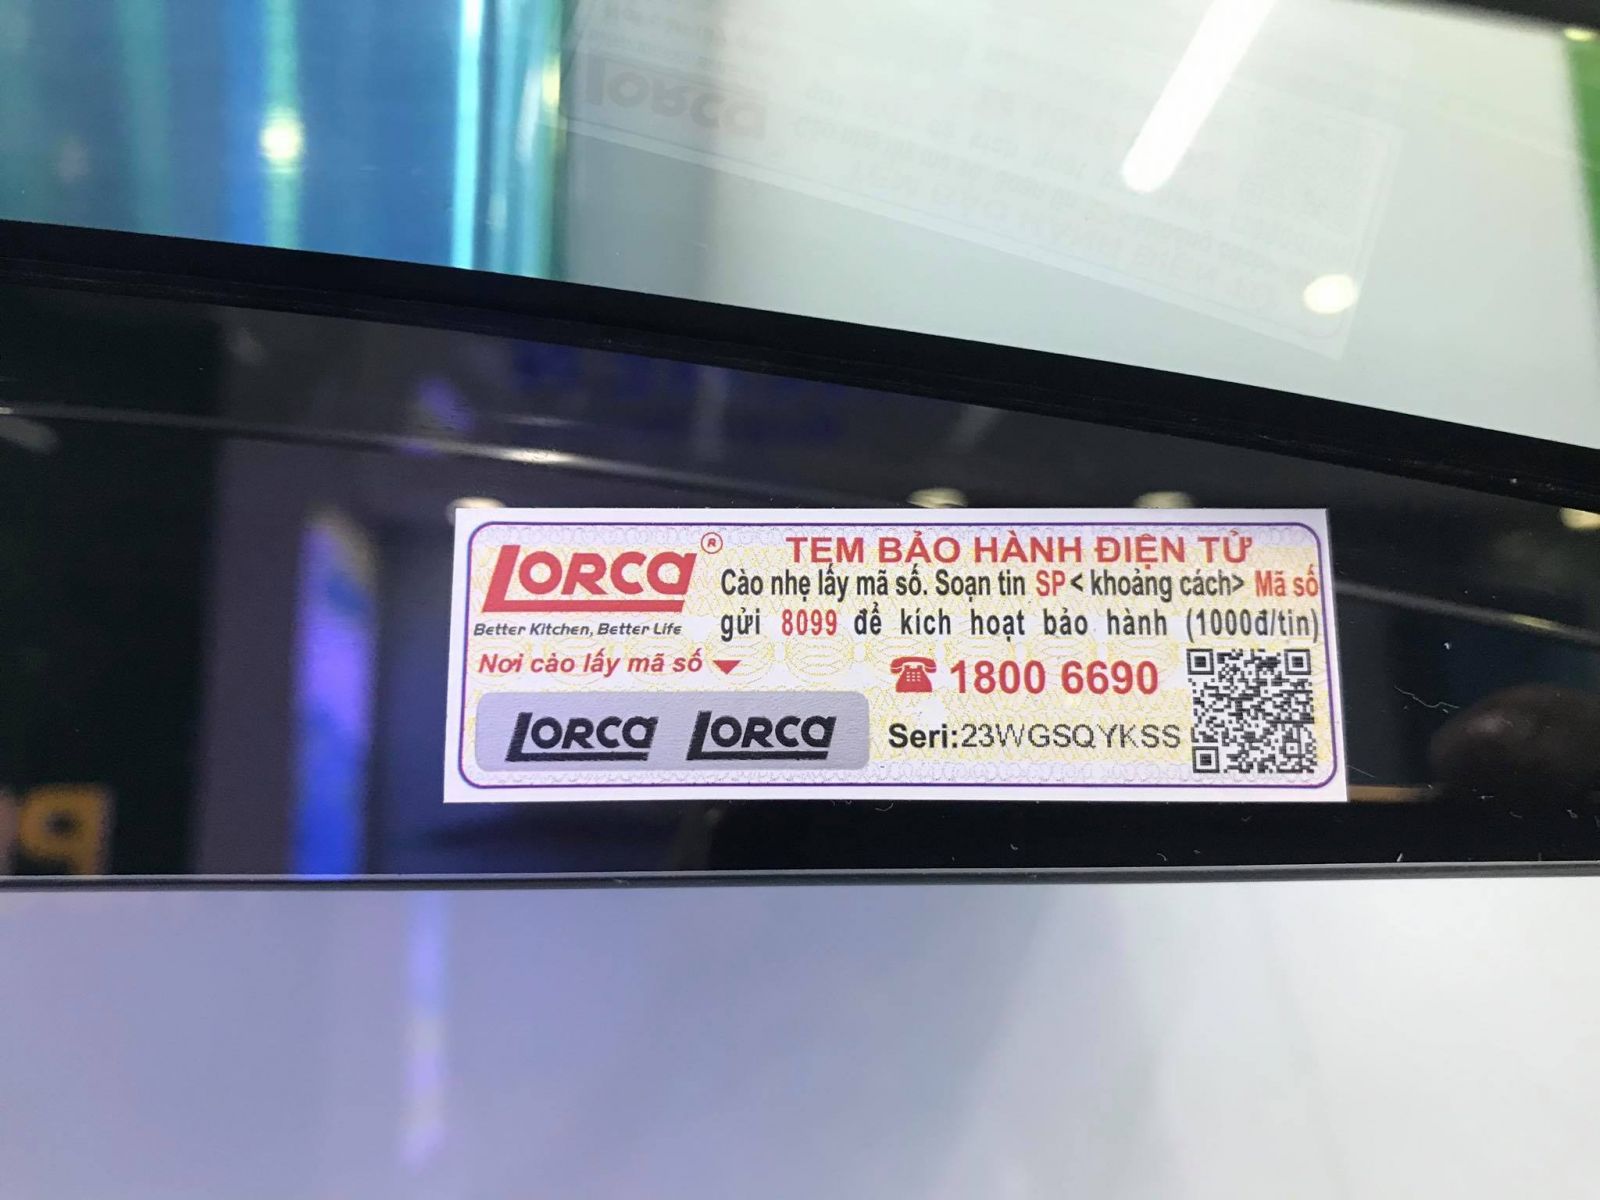 LORCA ®
Better Kitchen, Better Life
TEM BẢO HÀNH ĐIỆN TỬ
Cào nhẹ lấy mã số. Soạn tin SP < khoảng cách> Mã số
gửi 8099 để kích hoạt bảo hành (1000đ/tin)
Nơi cào lấy mã số
1800 6690
LORCA LORCA
Seri:23WGSQYKSS